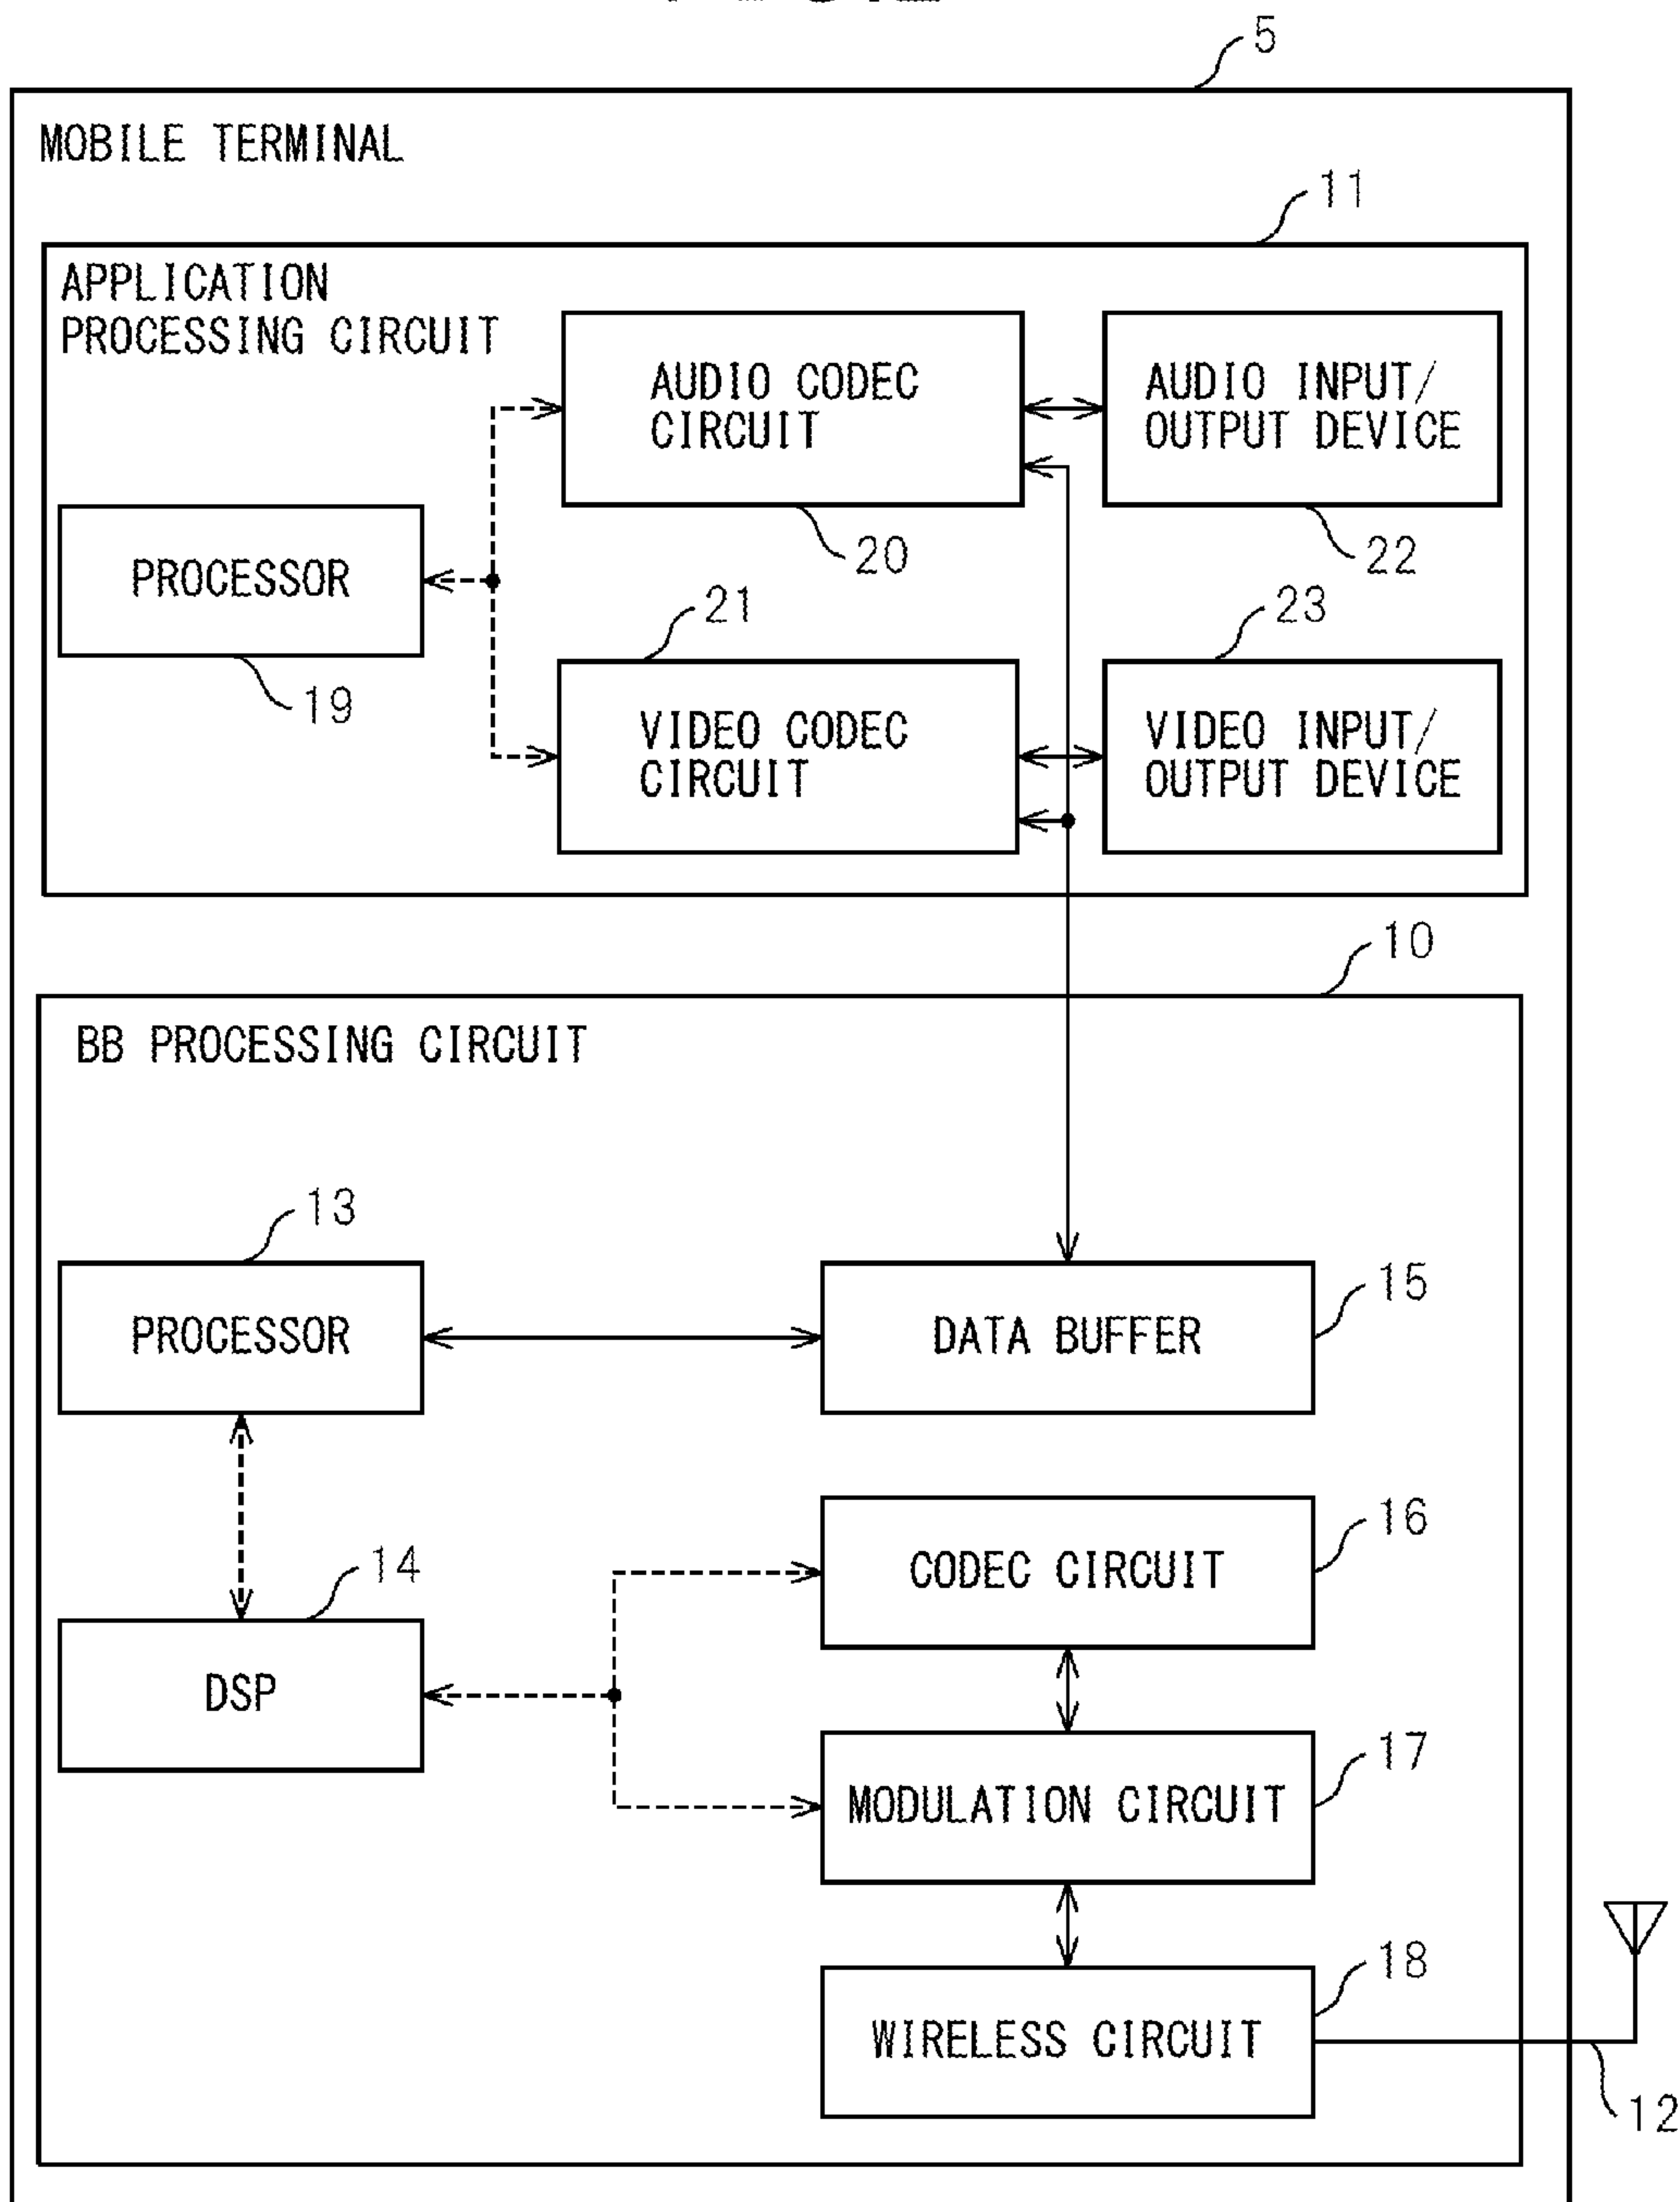 5
MOBILE TERMINAL
11
APPLICATION
PROCESSING CIRCUIT
AUDIO CODEC
CIRCUIT
AUDIO INPUT/
OUTPUT DEVICE
20
22
PROCESSOR
19
21
23
VIDEO CODEC
CIRCUIT
VIDEO INPUT/
OUTPUT DEVICE
10
BB PROCESSING CIRCUIT
13
PROCESSOR
15
DATA BUFFER
16
CODEC CIRCUIT
14
DSP
17
MODULATION CIRCUIT
18
WIRELESS CIRCUIT
12